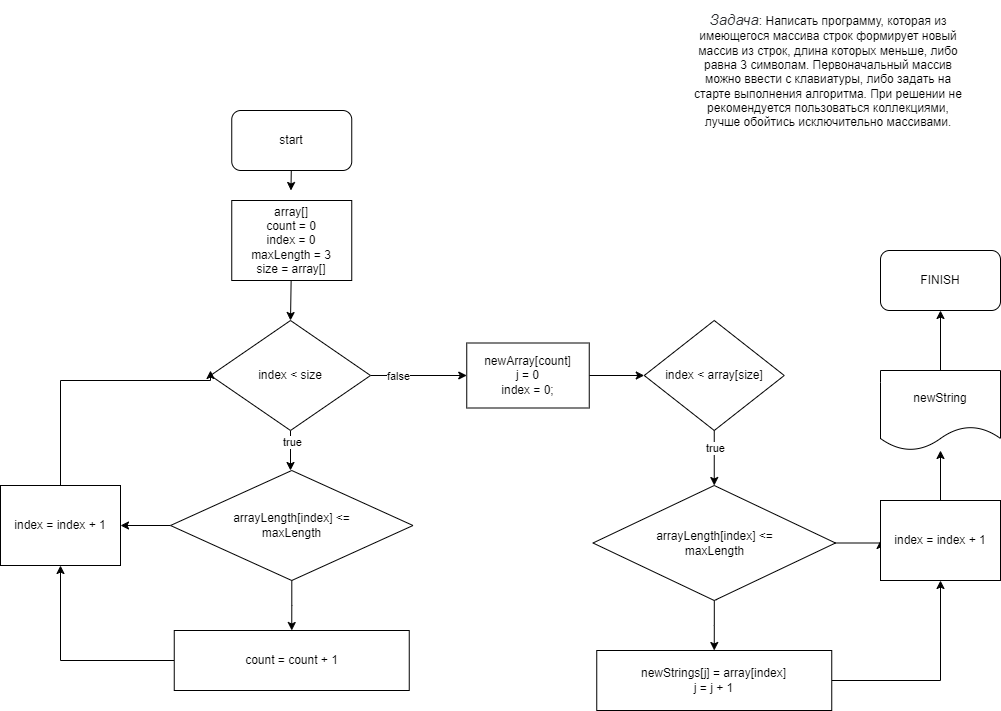 Задача: Написать программу, которая из
имеющегося массива строк формирует новый
массив из строк, длина которых меньше, либо
равна 3 символам. Первоначальный массив
можно ввести с клавиатуры, либо задать на
старте выполнения алгоритма. При решении не
рекомендуется пользоваться коллекциями,
лучше обойтись исключительно массивами.
start
array[]
count = 0
index = 0
maxLength = 3
size = array[]
index < size
false
true
arrayLength[index] <=
maxLength
index = index + 1
count = count + 1
newArray[count]
j = 0
index = 0;
index < array[size]
true
arrayLength[index] <=
maxLength
newStrings[j] = array[index]
j = j + 1
index = index + 1
newString
FINISH